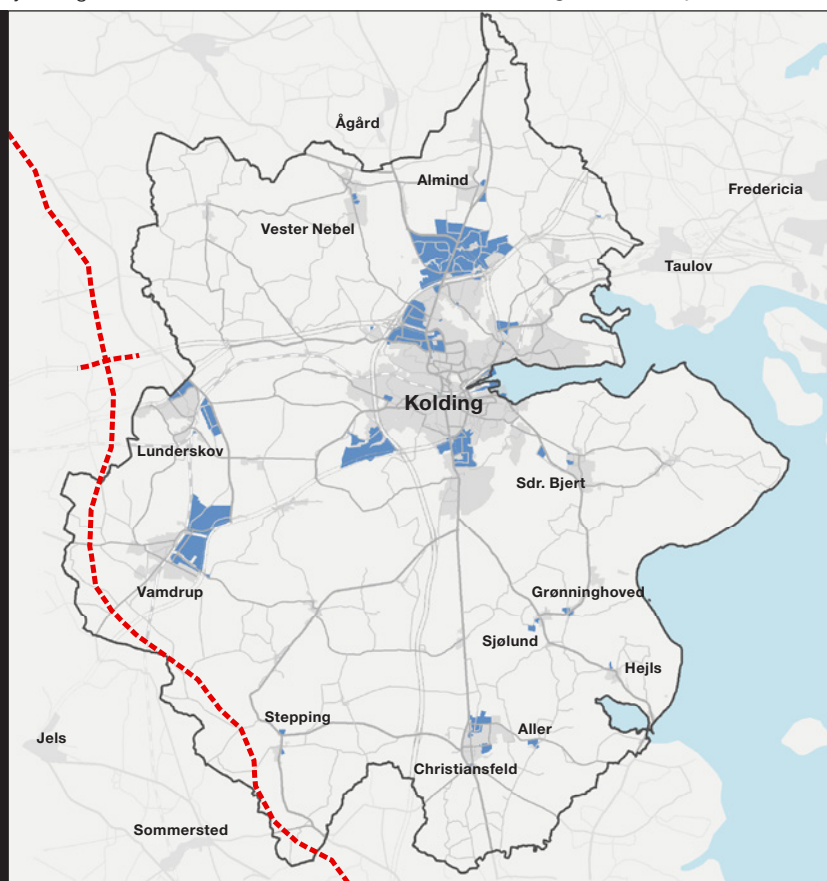 Ågård
Almind
Fredericia
Vester Nebel
Taulov
Kolding
Lunderskov
Sdr. Bjert
Vamdrup
Grønninghoved
Sjølund
Hejls
Stepping
Aller
Jels
Christiansfeld
Sommersted